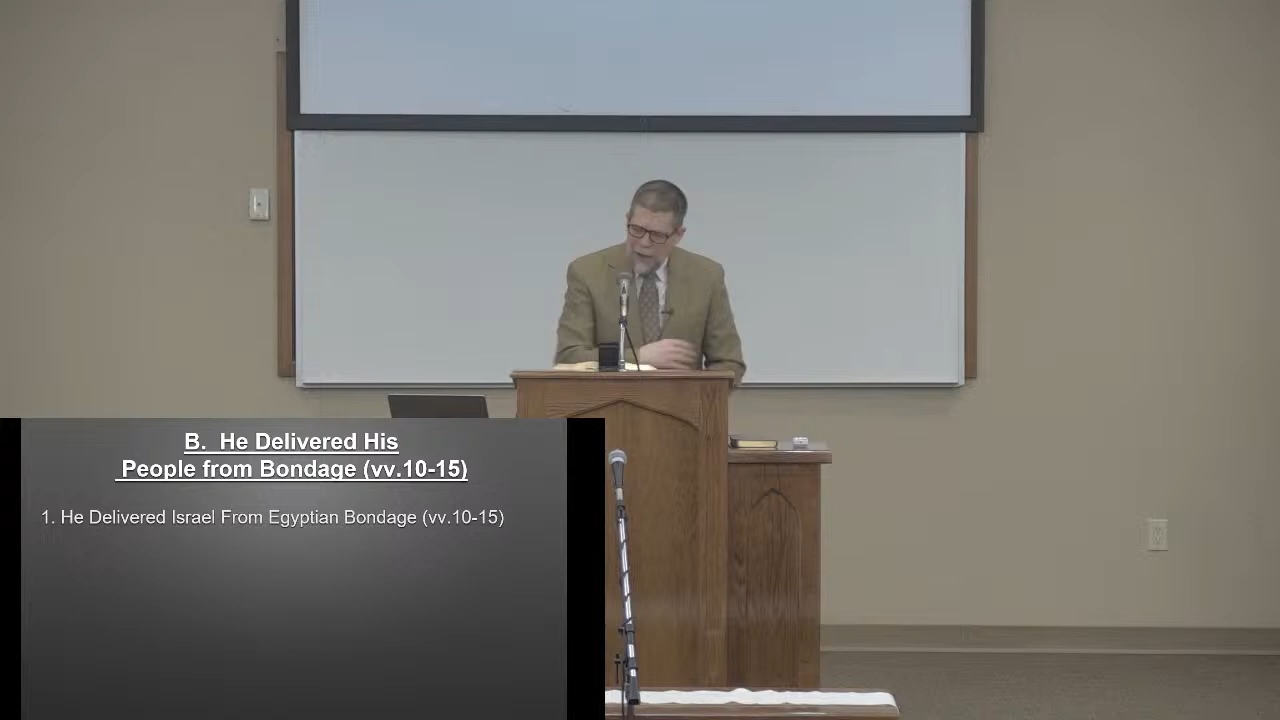 B. He Delivered His
People from Bondage (vv.10-15)
1. He Delivered Israel From Egyptian Bondage (vv.10-15)